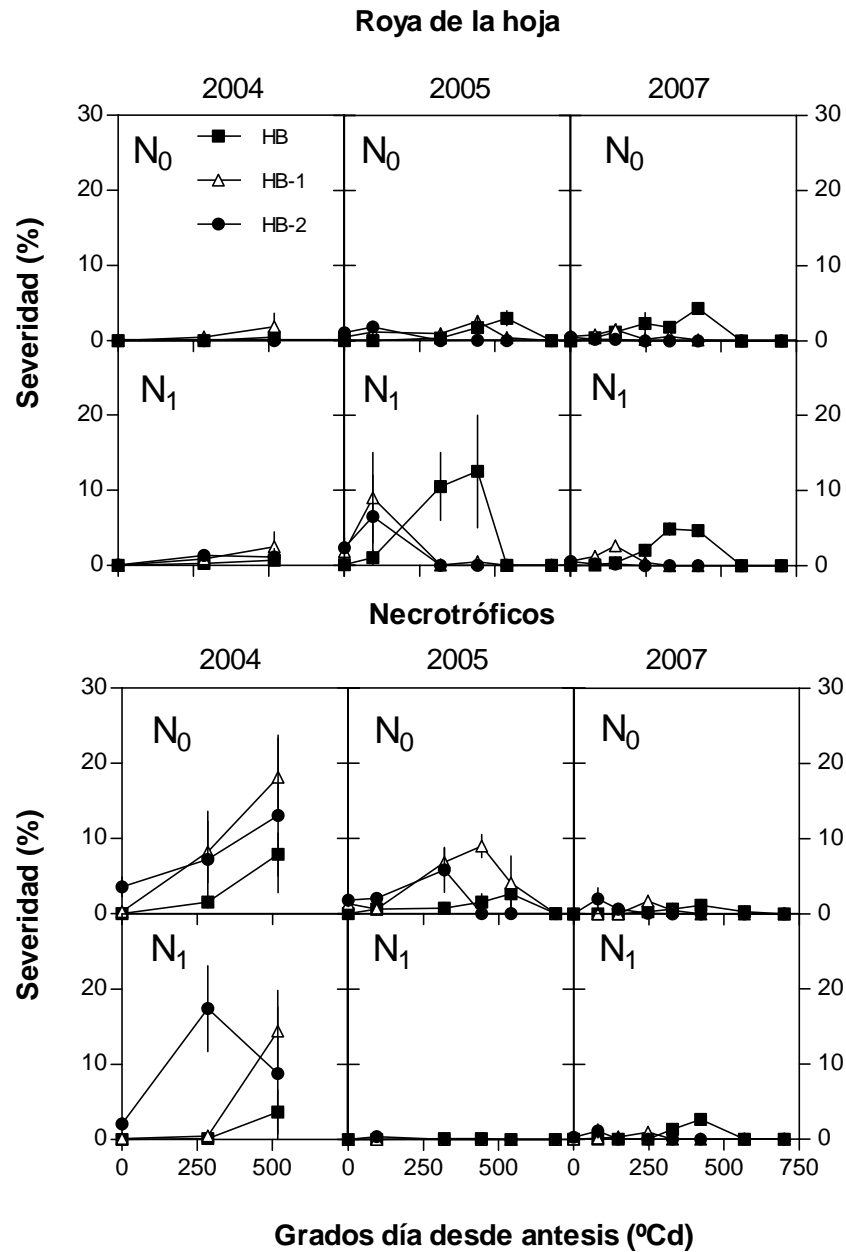 Roya de la hoja
2004 2005 2007
30 30
N0 N0 N0
HB
HB-1
HB-2
20 20
10 10
0 0
Severidad (%)
N1 N1 N1
20 20
10 10
0 0
Necrotróficos
2004 2005 2007
30 30
N0 N0 N0
20 20
10 10
0 0
Severidad (%)
N1 N1 N1
20 20
10 10
0 0
0 250 500 0 250 500 0 250 500 750
Grados día desde antesis (ºCd)